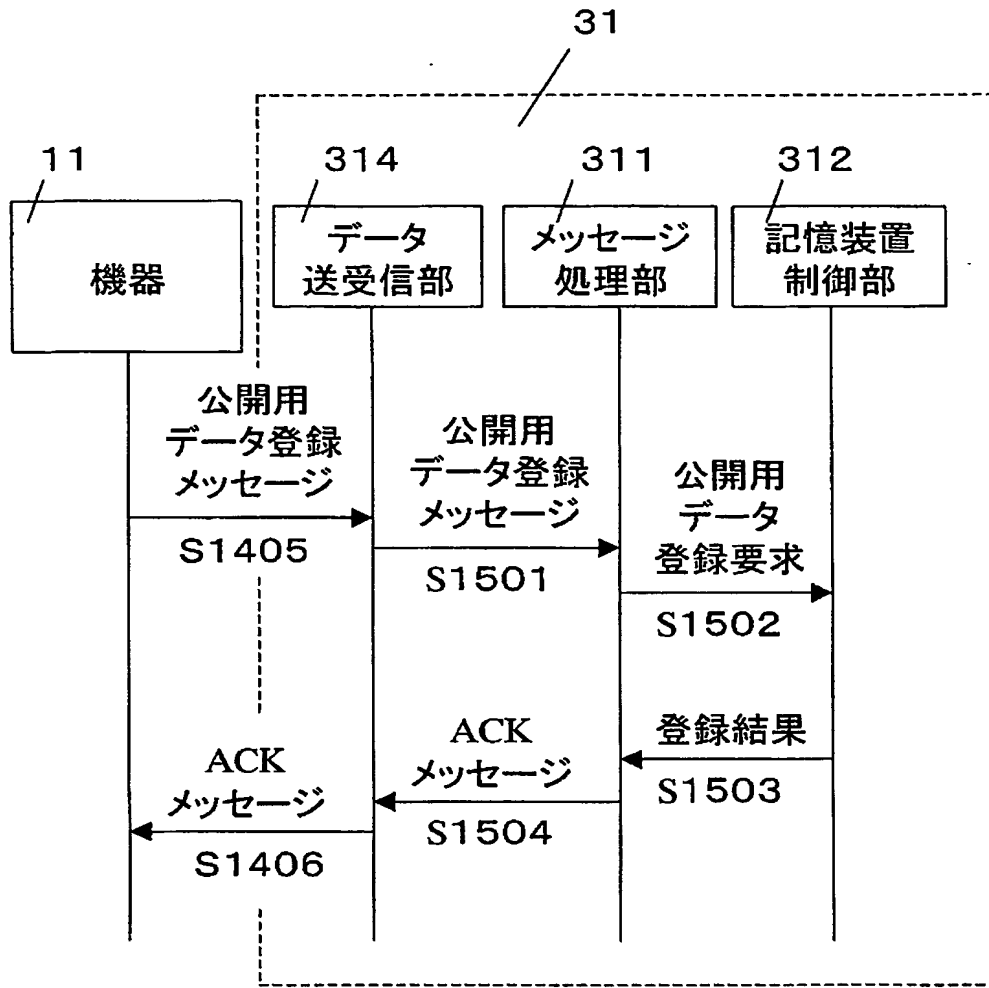 31
11
314
311
312
機器
データ
送受信部
メッセージ
処理部
記憶装置
制御部
公開用
データ登録
メッセージ
S1405
公開用
データ登録
メッセージ
S1501
公開用
データ
登録要求
S1502
登録結果
S1503
ACK
メッセージ
S1504
ACK
メッセージ
S1406